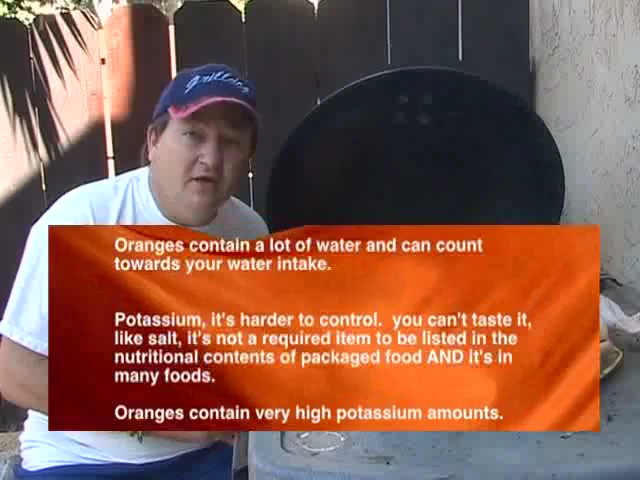 Grilldog
Oranges contain a lot of water and can count
towards your water intake.
Potassium, it's harder to control. you can't taste it,
like salt, it's not a required item to be listed in the
nutritional contents of packaged food AND it's in
many foods.
Oranges contain very high potassium amounts.